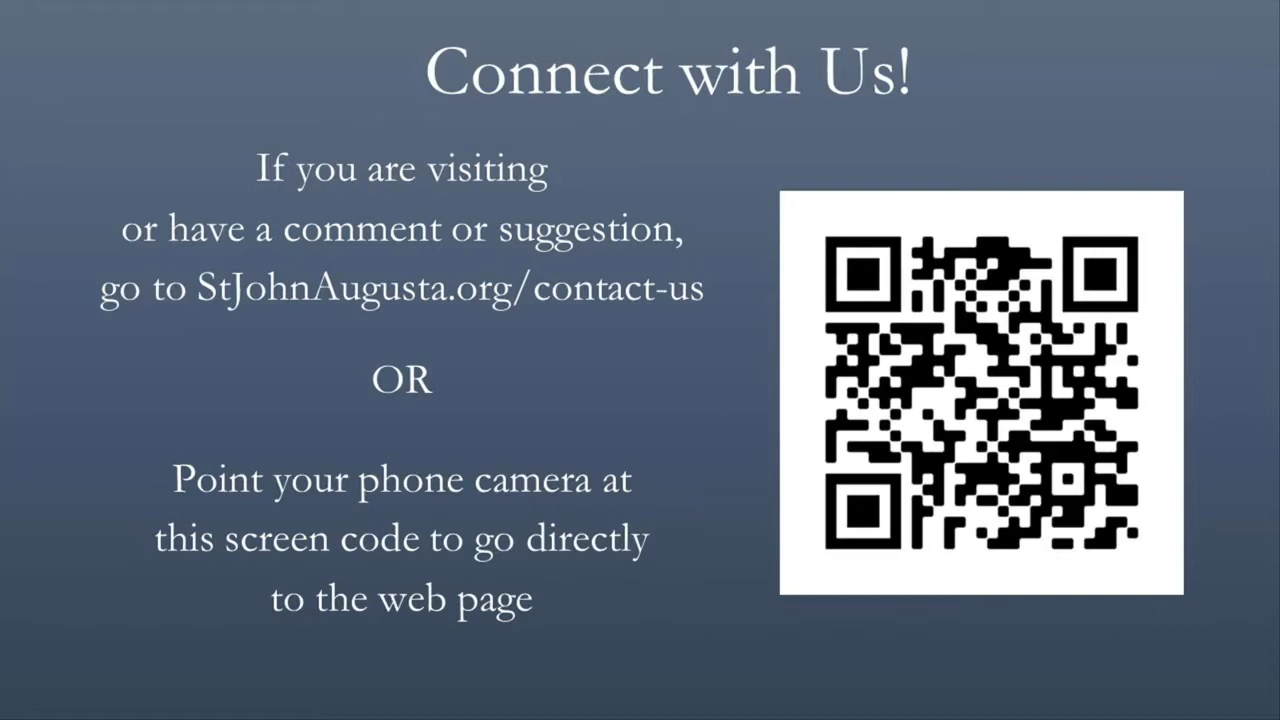 Connect with Us!
If you are visiting
or have a comment or suggestion,
go to StJohnAugusta.org/contact-us
OR
Point your phone camera at
this screen code to go directly
to the web page